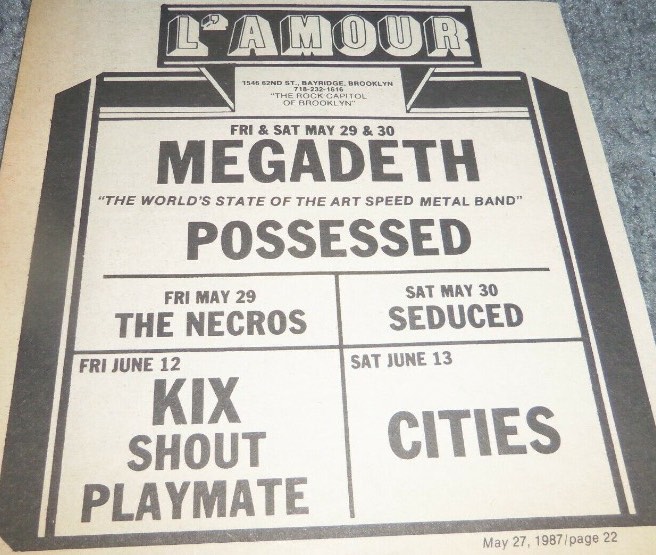 L'AMOUR
1546 62ND ST., BAYRIDGE, BROOKLYN
718-232-1616
"THE ROCK CAPITOL
OF BROOKLYN"
FRI & SAT MAY 29 & 30
MEGADETH
"THE WORLD'S STATE OF THE ART SPEED METAL BAND"
POSSESSED
FRI MAY 29
THE NECROS
SAT MAY 30
SEDUCED
FRI JUNE 12
KIX
SHOUT
PLAYMATE
SAT JUNE 13
CITIES
May 27, 1987/page 22